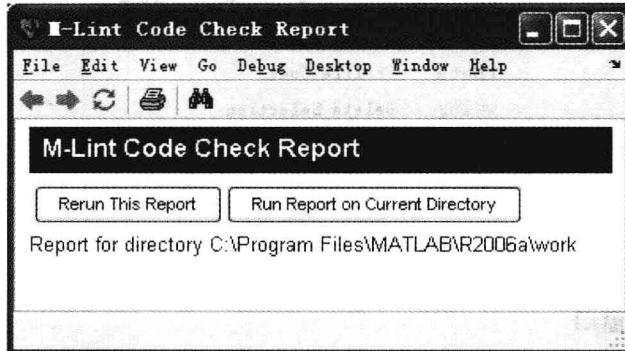 M-Lint Code Check Report
File Edit View Go Debug Desktop Window Help
M-Lint Code Check Report
Rerun This Report Run Report on Current Directory
Report for directory C:\Program Files\MATLAB\R2006a\work